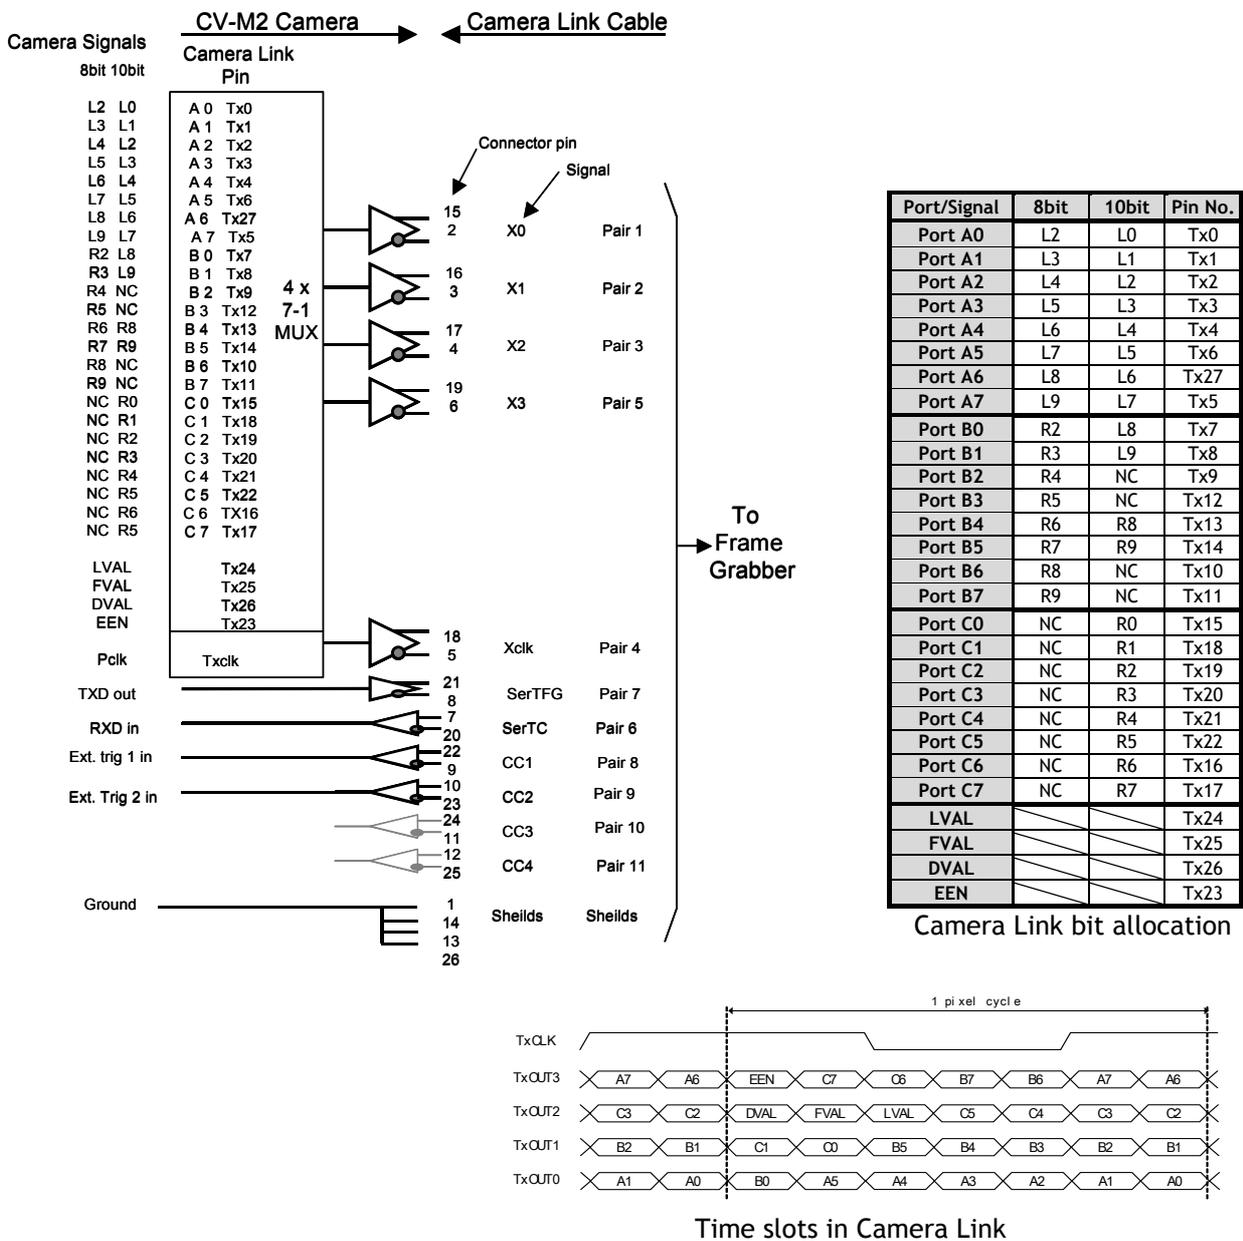 CV-M2 Camera
Camera Link Cable
Camera Signals
8bit 10bit
Camera Link
Pin
L2 L0 A 0 Tx0
L3 L1 A 1 Tx1
L4 L2 A 2 Tx2
L5 L3 A 3 Tx3
L6 L4 A 4 Tx4
L7 L5 A 5 Tx6
L8 L6 A 6 Tx27
L9 L7 A 7 Tx5
R2 L8 B 0 Tx7
R3 L9 B 1 Tx8
R4 NC B 2 Tx9
R5 NC B 3 Tx12
R6 R8 B 4 Tx13
R7 R9 B 5 Tx14
R8 NC B 6 Tx10
R9 NC B 7 Tx11
NC R0 C 0 Tx15
NC R1 C 1 Tx18
NC R2 C 2 Tx19
NC R3 C 3 Tx20
NC R4 C 4 Tx21
NC R5 C 5 Tx22
NC R6 C 6 TX16
NC R5 C 7 Tx17
LVAL Tx24
FVAL Tx25
DVAL Tx26
EEN Tx23
Pclk Txclk
4 x
7-1
MUX
Connector pin
Signal
15
2 X0 Pair 1
16
3 X1 Pair 2
17
4 X2 Pair 3
19
6 X3 Pair 5
18
5 Xclk Pair 4
TXD out
21
8 SerTFG Pair 7
RXD in
7
20 SerTC Pair 6
Ext. trig 1 in
22
9 CC1 Pair 8
Ext. Trig 2 in
10
23 CC2 Pair 9
24
11 CC3 Pair 10
12
25 CC4 Pair 11
Ground
1
14
13
26
Sheilds Sheilds
To
Frame
Grabber
Port/Signal 8bit 10bit Pin No.
Port A0 L2 L0 Tx0
Port A1 L3 L1 Tx1
Port A2 L4 L2 Tx2
Port A3 L5 L3 Tx3
Port A4 L6 L4 Tx4
Port A5 L7 L5 Tx6
Port A6 L8 L6 Tx27
Port A7 L9 L7 Tx5
Port B0 R2 L8 Tx7
Port B1 R3 L9 Tx8
Port B2 R4 NC Tx9
Port B3 R5 NC Tx12
Port B4 R6 R8 Tx13
Port B5 R7 R9 Tx14
Port B6 R8 NC Tx10
Port B7 R9 NC Tx11
Port C0 NC R0 Tx15
Port C1 NC R1 Tx18
Port C2 NC R2 Tx19
Port C3 NC R3 Tx20
Port C4 NC R4 Tx21
Port C5 NC R5 Tx22
Port C6 NC R6 Tx16
Port C7 NC R7 Tx17
LVAL Tx24
FVAL Tx25
DVAL Tx26
EEN Tx23
Camera Link bit allocation
1 pixel cycle
TxCLK
TxOUT3 A7 A6 EEN C7 C6 B7 B6 A7 A6
TxOUT2 C3 C2 DVAL FVAL LVAL C5 C4 C3 C2
TxOUT1 B2 B1 C1 C0 B5 B4 B3 B2 B1
TxOUT0 A1 A0 B0 A5 A4 A3 A2 A1 A0
Time slots in Camera Link